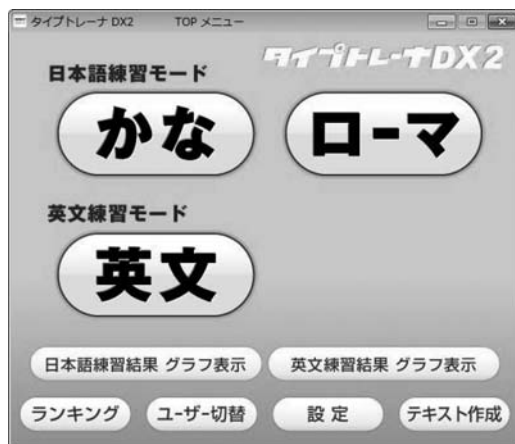 タイプトレーナ DX2 TOP メニュー
タイプトレーナDX2
日本語練習モード
かな ローマ
英文練習モード
英文
日本語練習結果 グラフ表示 英文練習結果 グラフ表示
ランキング ユーザー切替 設 定 テキスト作成